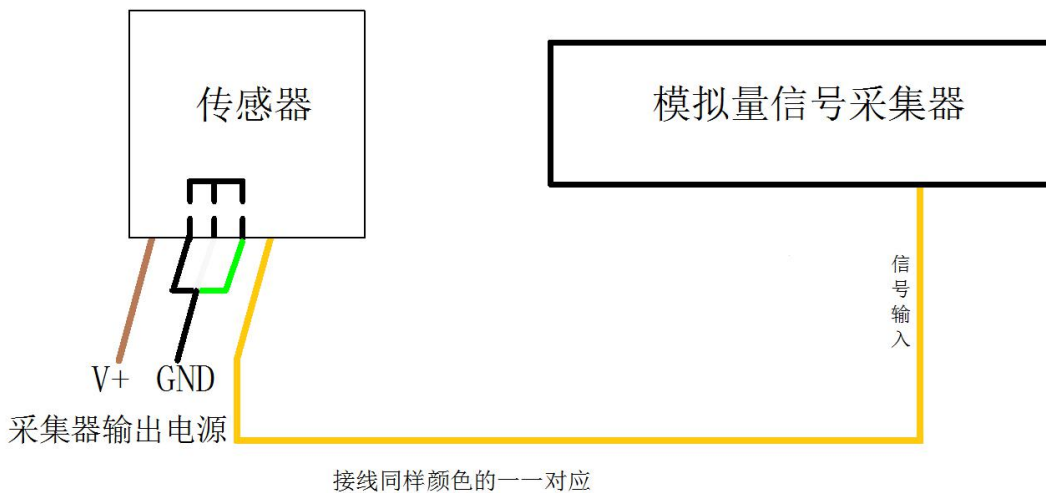 传感器
模拟量信号采集器
信号输入
V+ GND
采集器输出电源
接线同样颜色的一一对应